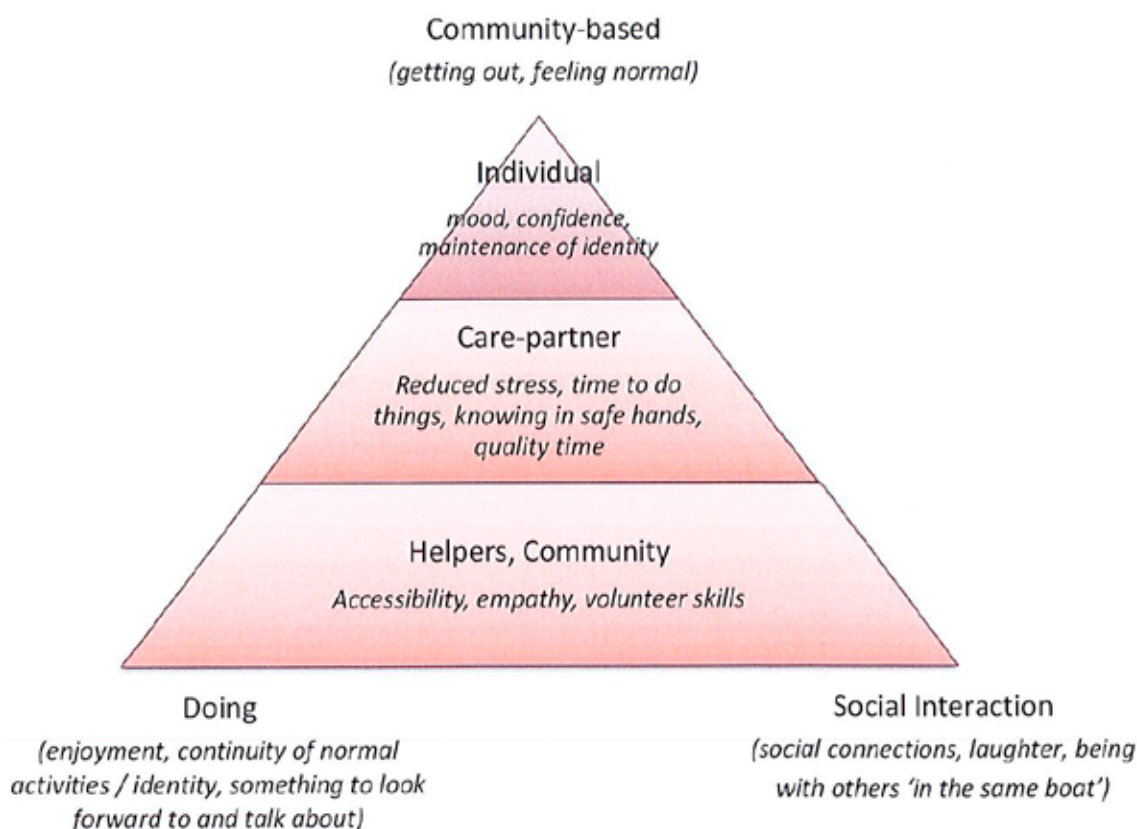 Community-based
(getting out, feeling normal)
Individual
mood, confidence,
maintenance of identity
Care-partner
Reduced stress, time to do
things, knowing in safe hands,
quality time
Helpers, Community
Accessibility, empathy, volunteer skills
Doing
(enjoyment, continuity of normal
activities / identity, something to look
forward to and talk about)
Social Interaction
(social connections, laughter, being
with others 'in the same boat')